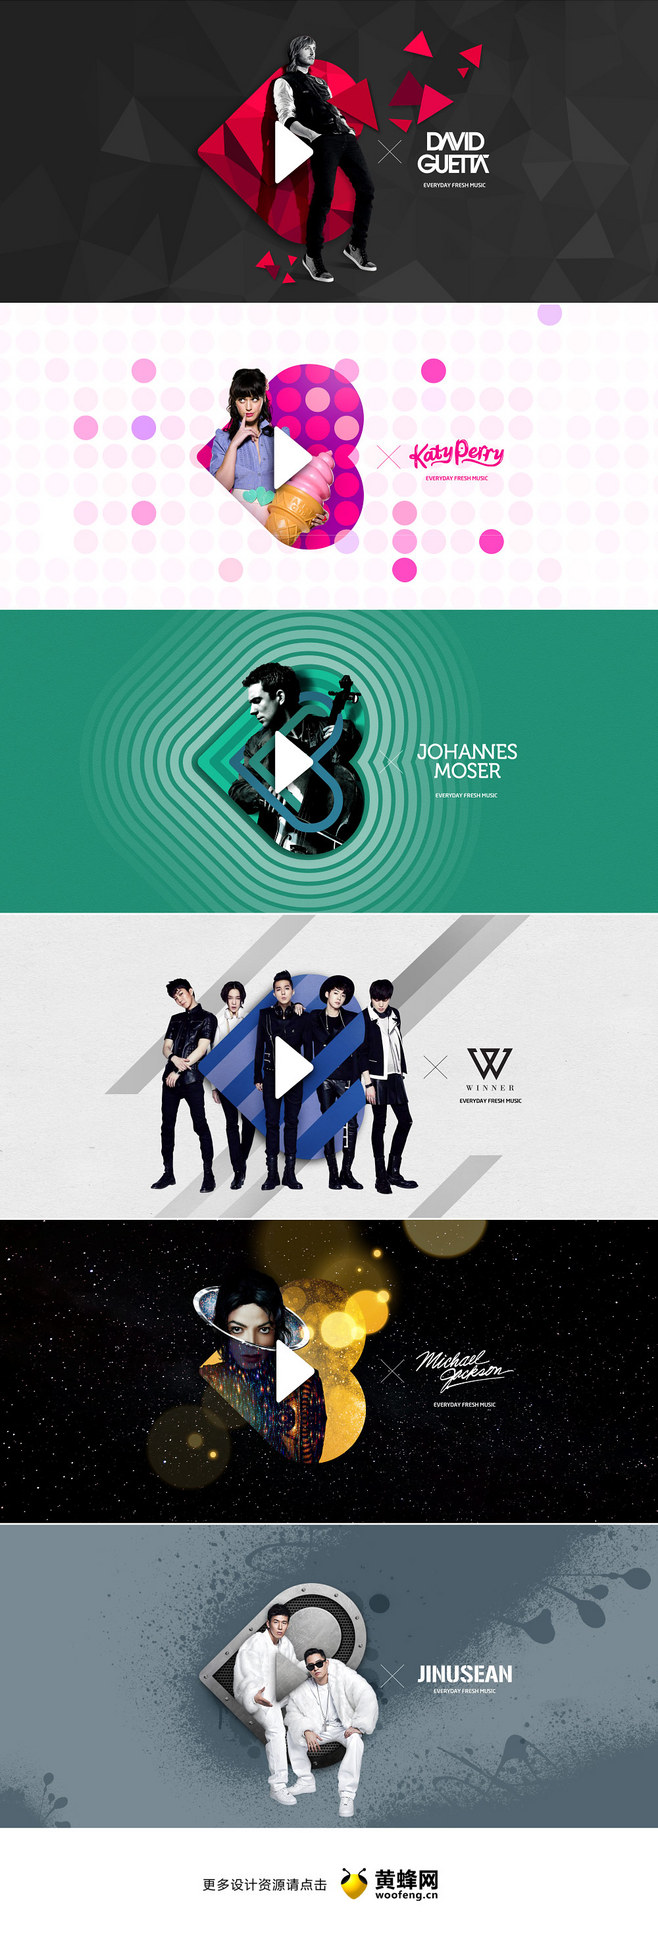 DAVID
GUETTA
EVERYDAY FRESH MUSIC
Katy Perry
EVERYDAY FRESH MUSIC
JOHANNES
MOSER
EVERYDAY FRESH MUSIC
WINNER
EVERYDAY FRESH MUSIC
Michael
Jackson
EVERYDAY FRESH MUSIC
JINUSEAN
EVERYDAY FRESH MUSIC
更多设计资源请点击 黄蜂网
woofeng.cn